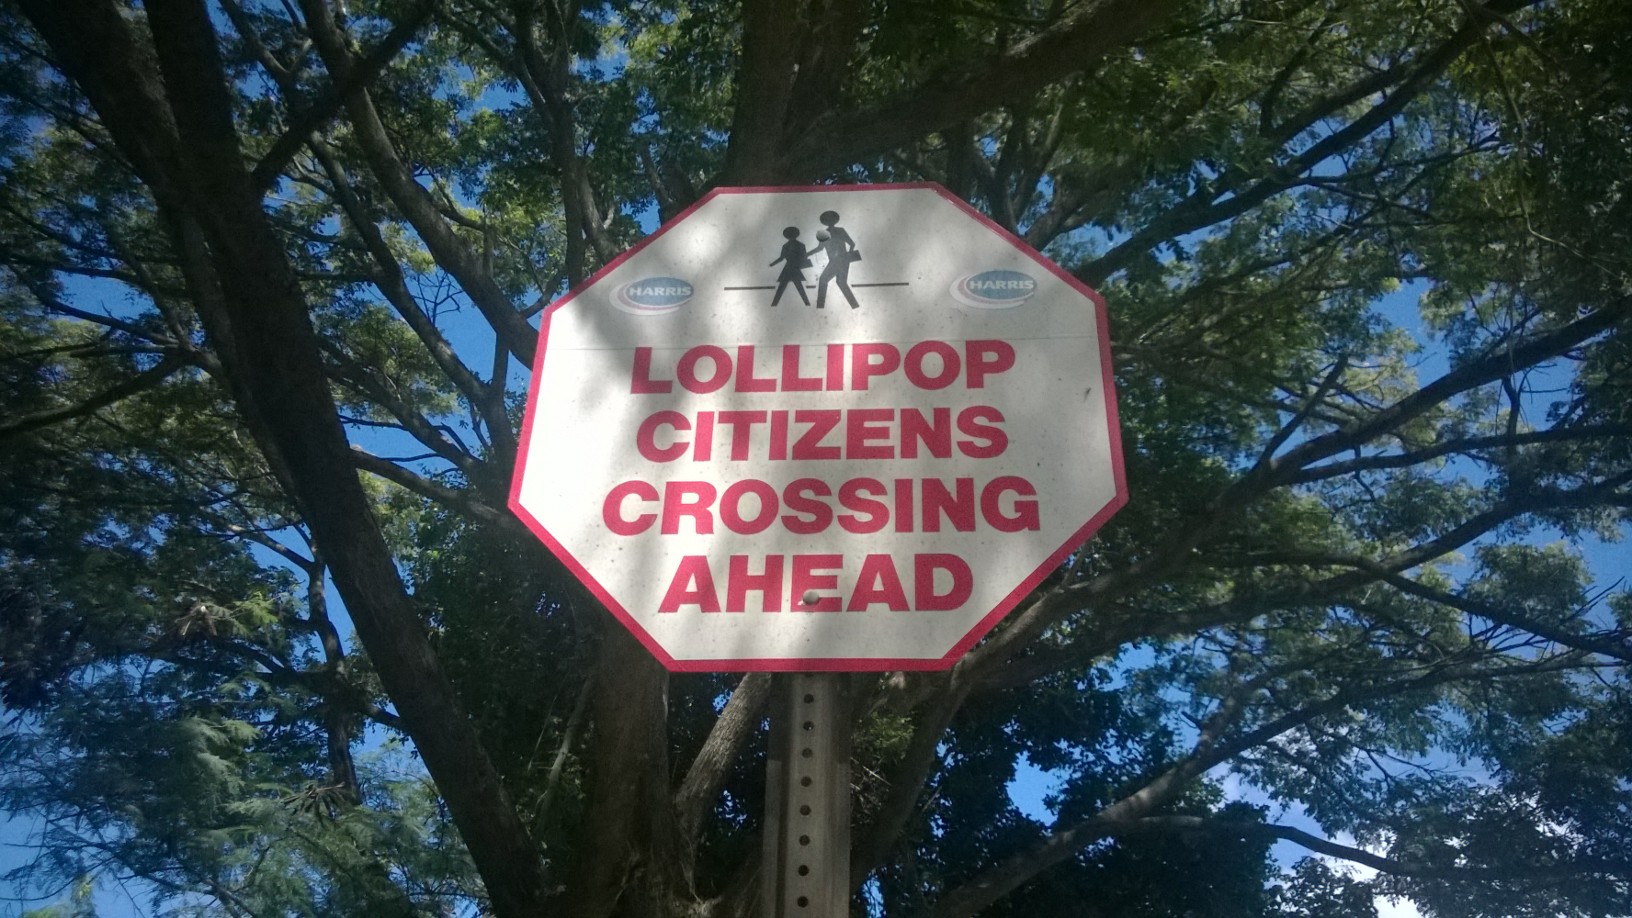 HARRIS HARRIS
LOLLIPOP
CITIZENS
CROSSING
AHEAD